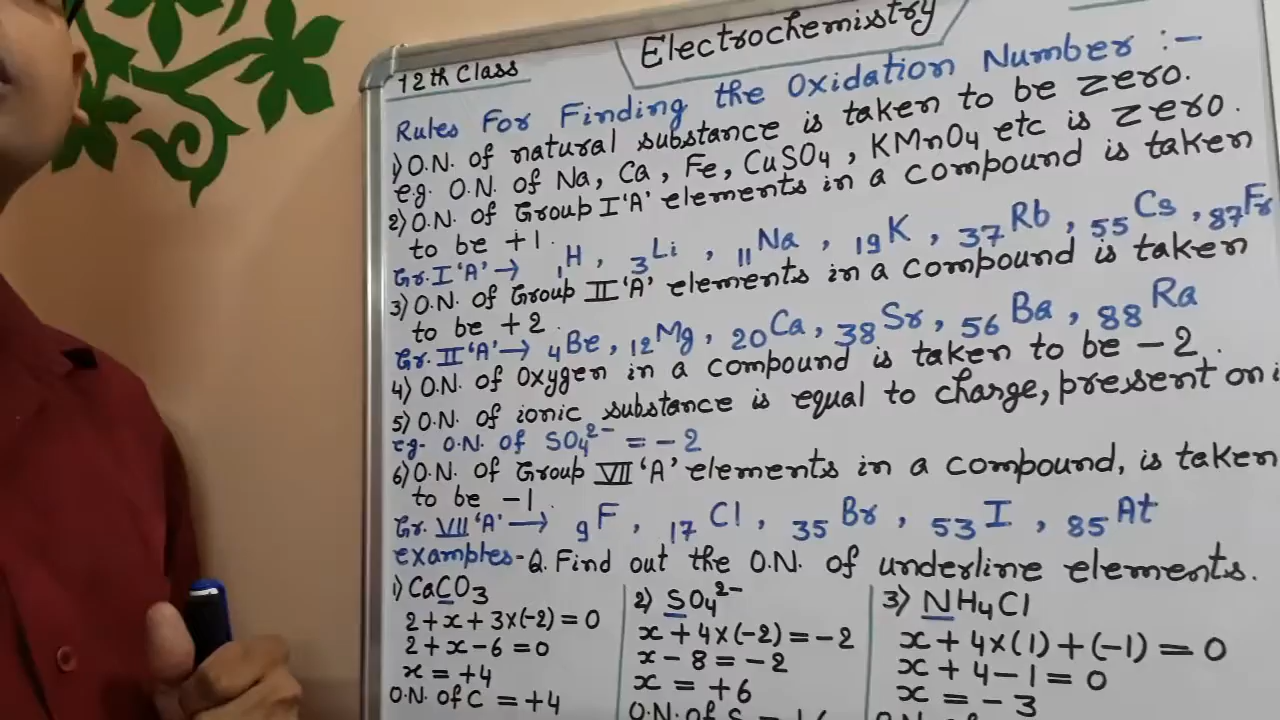 12th Class
Electrochemistry
Rules For Finding the Oxidation Number :-
1) O.N. of natural substance is taken to be zero.
e.g. O.N. of Na, Ca, Fe, CuSO₄, KMnO₄ etc is zero.
2) O.N. of Group I'A' elements in a compound is taken
to be +1.
Gr. I 'A' → ₁H, ₃Li, ₁₁Na, ₁₉K, ₃₇Rb, ₅₅Cs, ₈₇Fr
3) O.N. of Group II'A' elements in a compound is taken
to be +2.
Gr. II 'A' → ₄Be, ₁₂Mg, ₂₀Ca, ₃₈Sr, ₅₆Ba, ₈₈Ra
4) O.N. of Oxygen in a compound is taken to be -2.
5) O.N. of ionic substance is equal to charge, present on
eg- O.N. of SO₄²⁻ = -2
6) O.N. of Group VII 'A' elements in a compound, is taken
to be -1.
Gr. VII 'A' → ₉F, ₁₇Cl, ₃₅Br, ₅₃I, ₈₅At
examples- Q. Find out the O.N. of underline elements.
1) CaCO₃
2+x+3x(-2)=0
2+x-6=0
x=+4
O.N. of C = +4
2) SO₄²⁻
x+4x(-2)=-2
x-8=-2
x=+6
O.N. of S
3) NH₄Cl
x+4x(1)+(-1)=0
x+4-1=0
x=-3